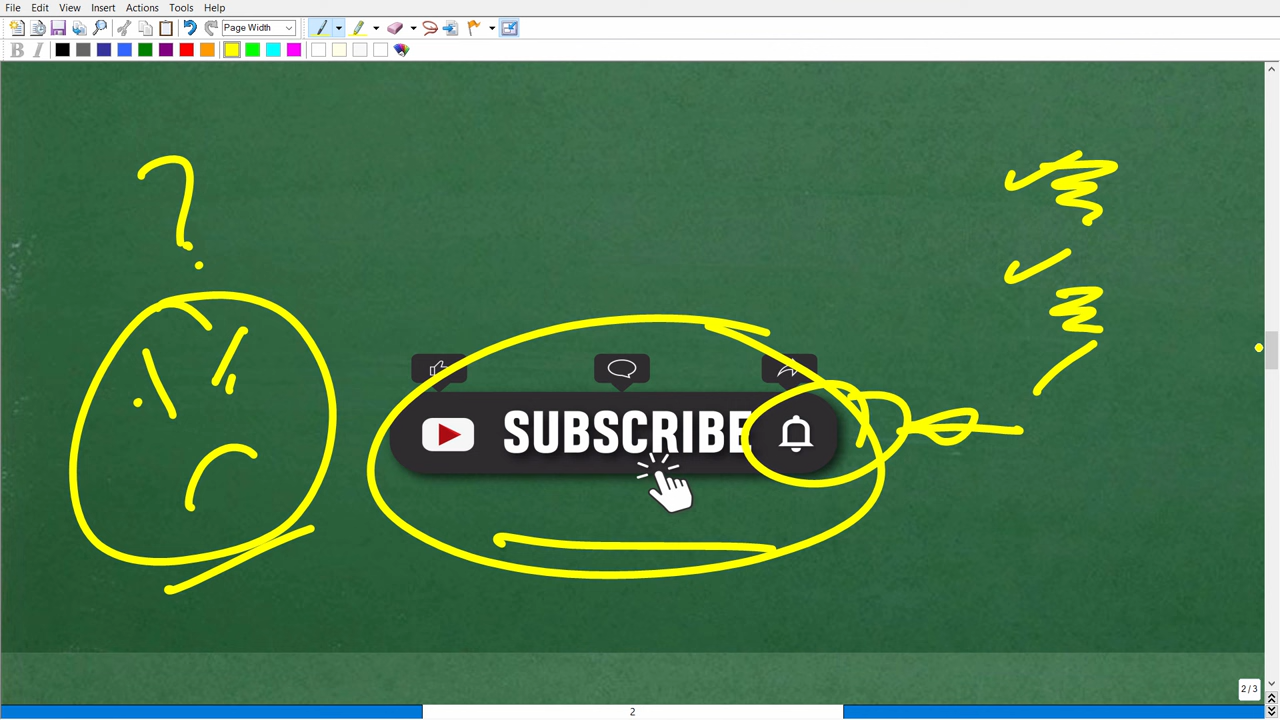 File Edit View Insert Actions Tools Help
Page Width
B I
?
SUBSCRIBE
2/3
2